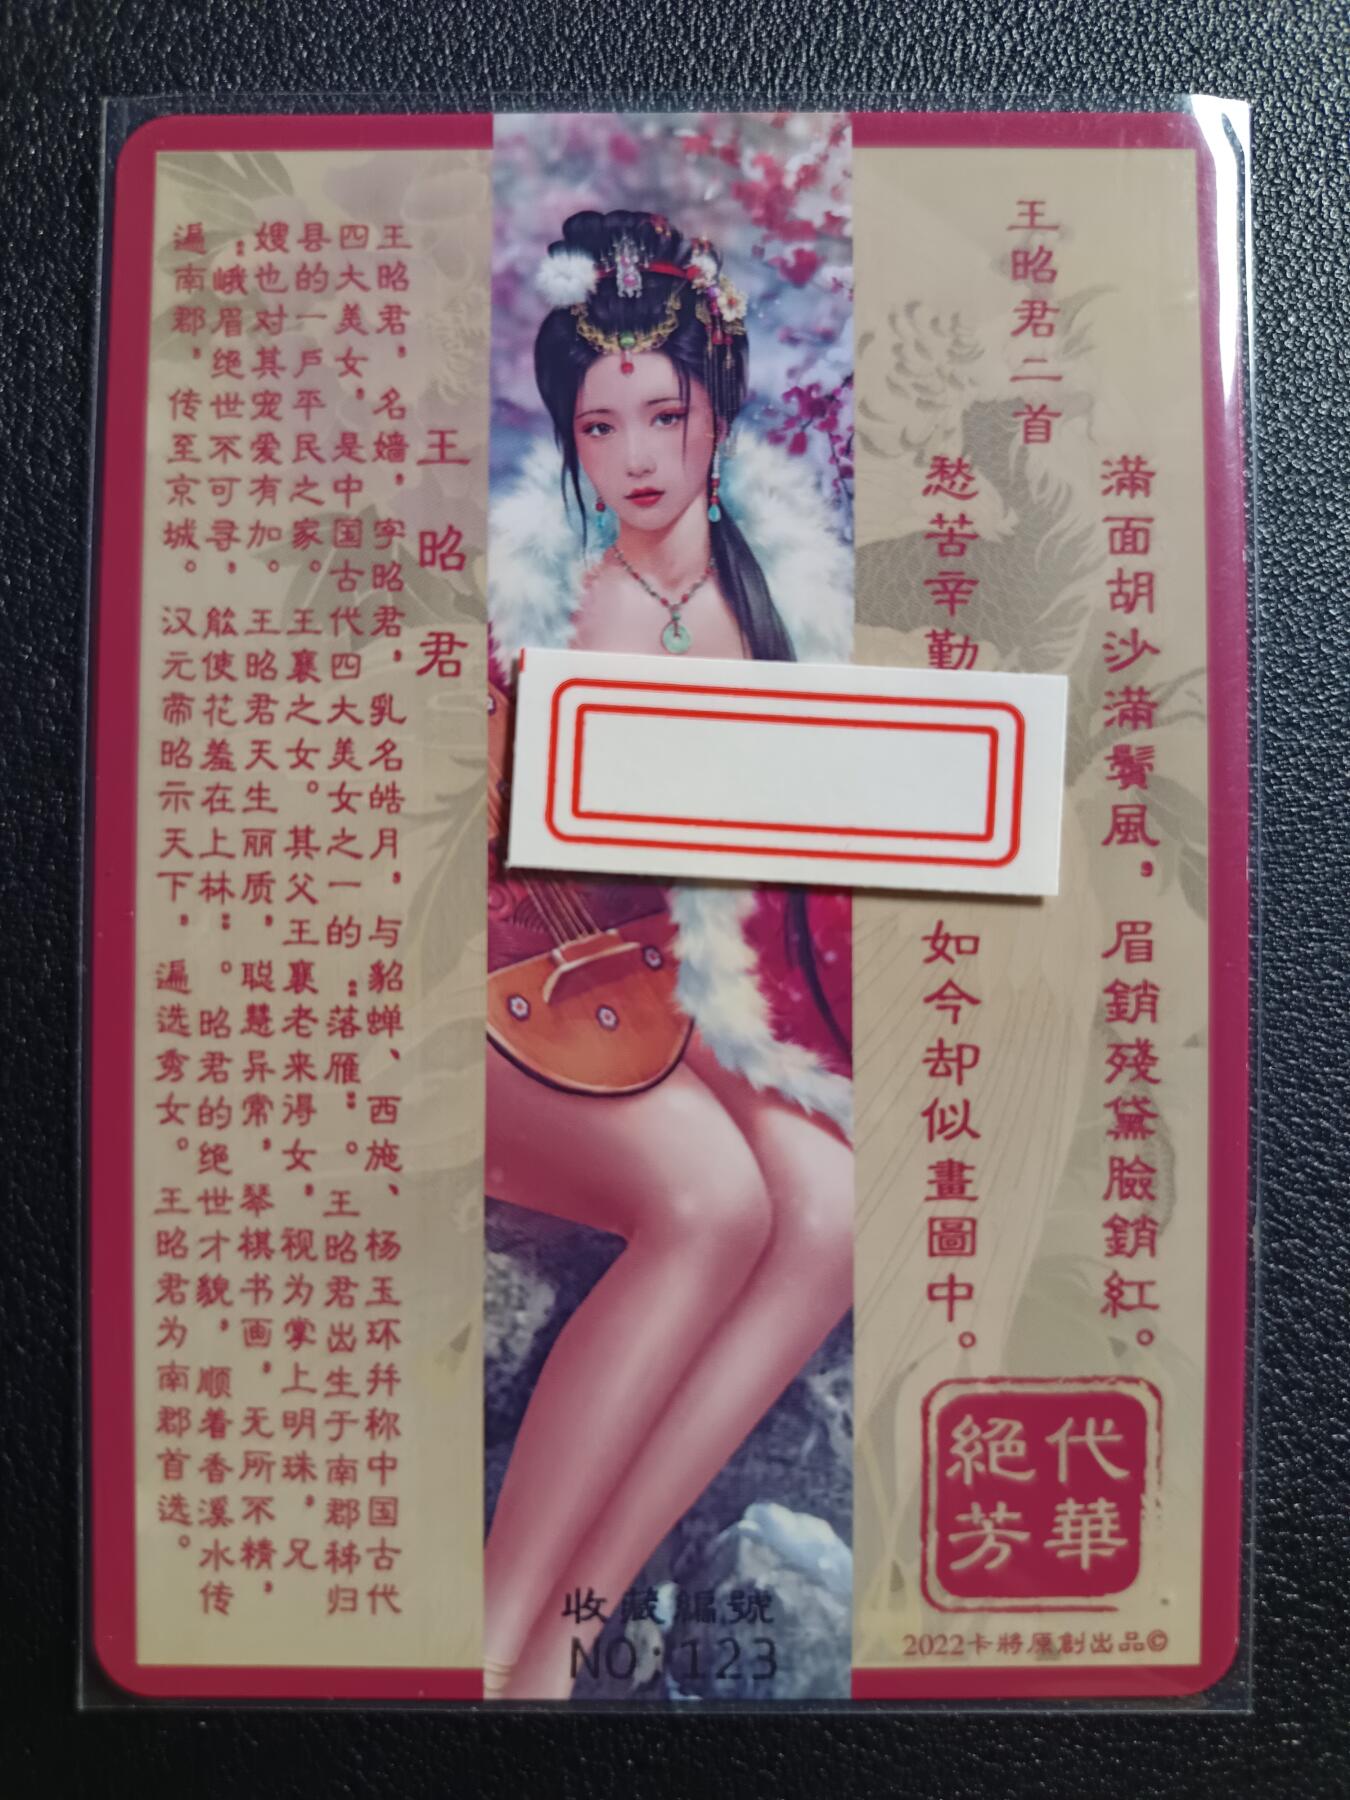 王昭君二首
滿面胡沙滿鬢風,眉銷殘黛臉銷紅。
愁苦辛勤
如今却似畫圖中。
絕代
芳華
2022卡將原創出品©
王昭君
王昭君,名嫱,字昭君,乳名皓月,与貂蝉、西施、杨玉环并称中国古代
四大美女,是中国古代四大美女之一的“落雁”。王昭君出生于南郡秭归
县的一户平民之家。王襄之女。其父王襄老来得女,视为掌上明珠,兄
嫂也对其宠爱有加。王昭君天生丽质,聪慧异常,琴棋书画,无所不精,
“峨眉绝世不可寻,能使花羞在上林”。昭君的绝世才貌,顺着香溪水传
遍南郡,传至京城。汉元帝昭示天下,遍选秀女。王昭君为南郡首选。
收藏編號
NO:123